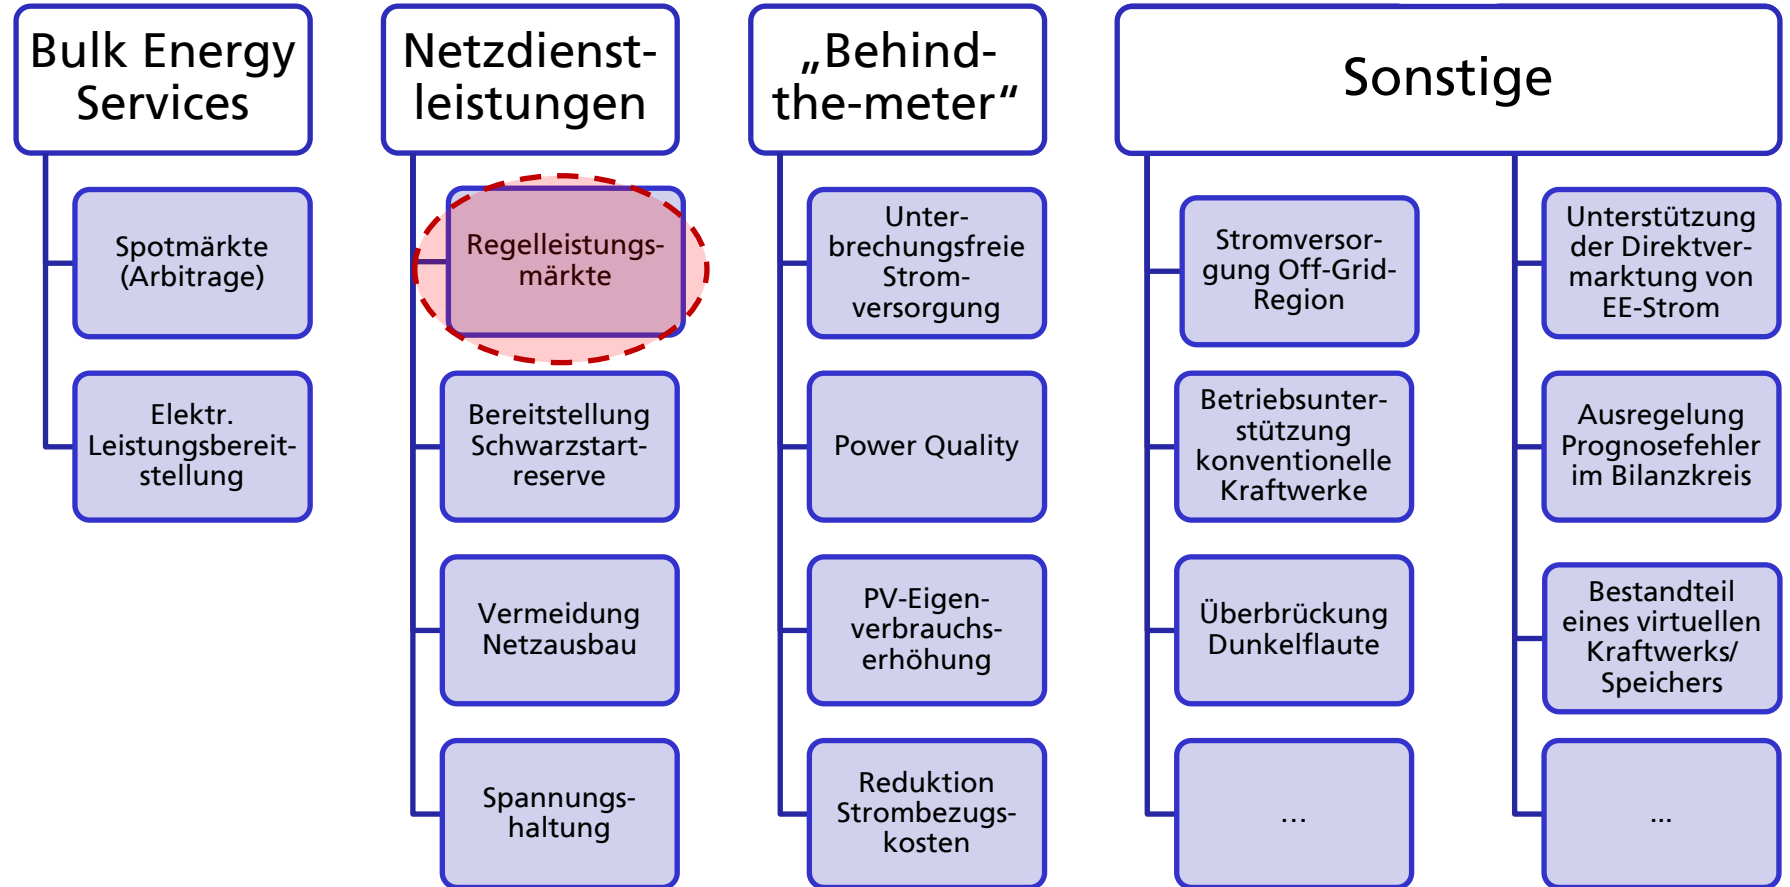 Bulk Energy
Services
Spotmärkte
(Arbitrage)
Elektr.
Leistungsbereit-
stellung
Netzdienst-
leistungen
Regelleistungs-
märkte
Bereitstellung
Schwarzstart-
reserve
Vermeidung
Netzausbau
Spannungs-
haltung
„Behind-
the-meter“
Unter-
brechungsfreie
Strom-
versorgung
Power Quality
PV-Eigen-
verbrauchs-
erhöhung
Reduktion
Strombezugs-
kosten
Sonstige
Stromversor-
gung Off-Grid-
Region
Betriebsunter-
stützung
konventionelle
Kraftwerke
Überbrückung
Dunkelflaute
...
Unterstützung
der Direktver-
marktung von
EE-Strom
Ausregelung
Prognosefehler
im Bilanzkreis
Bestandteil
eines virtuellen
Kraftwerks/
Speichers
...